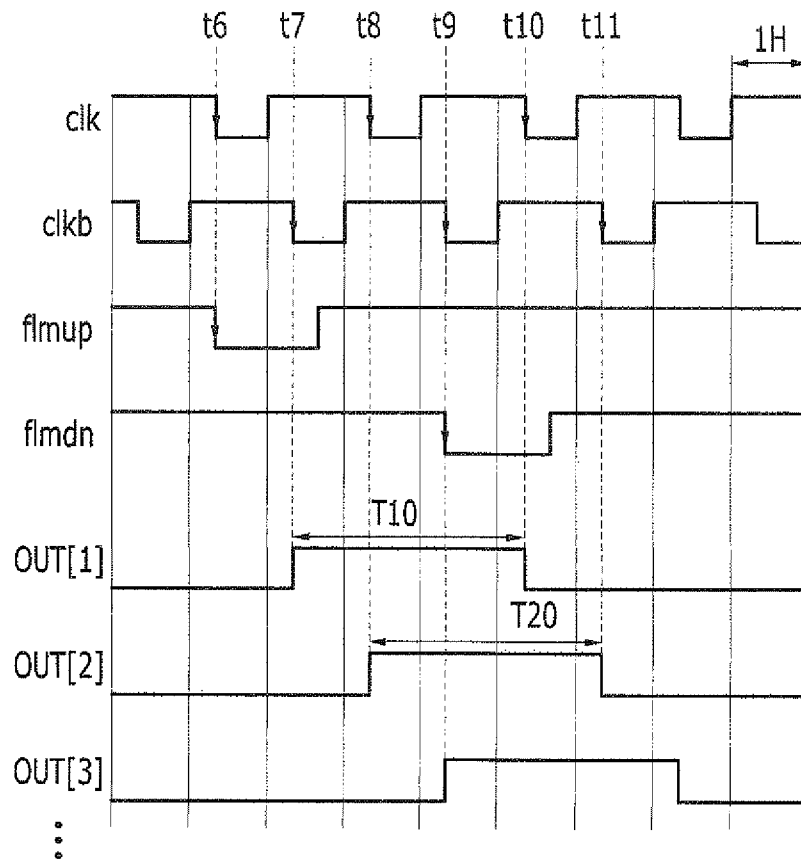 t6 t7 t8 t9 t10 t11
1H
clk
clkb
flmup
flmdn
T10
OUT[1]
T20
OUT[2]
OUT[3]